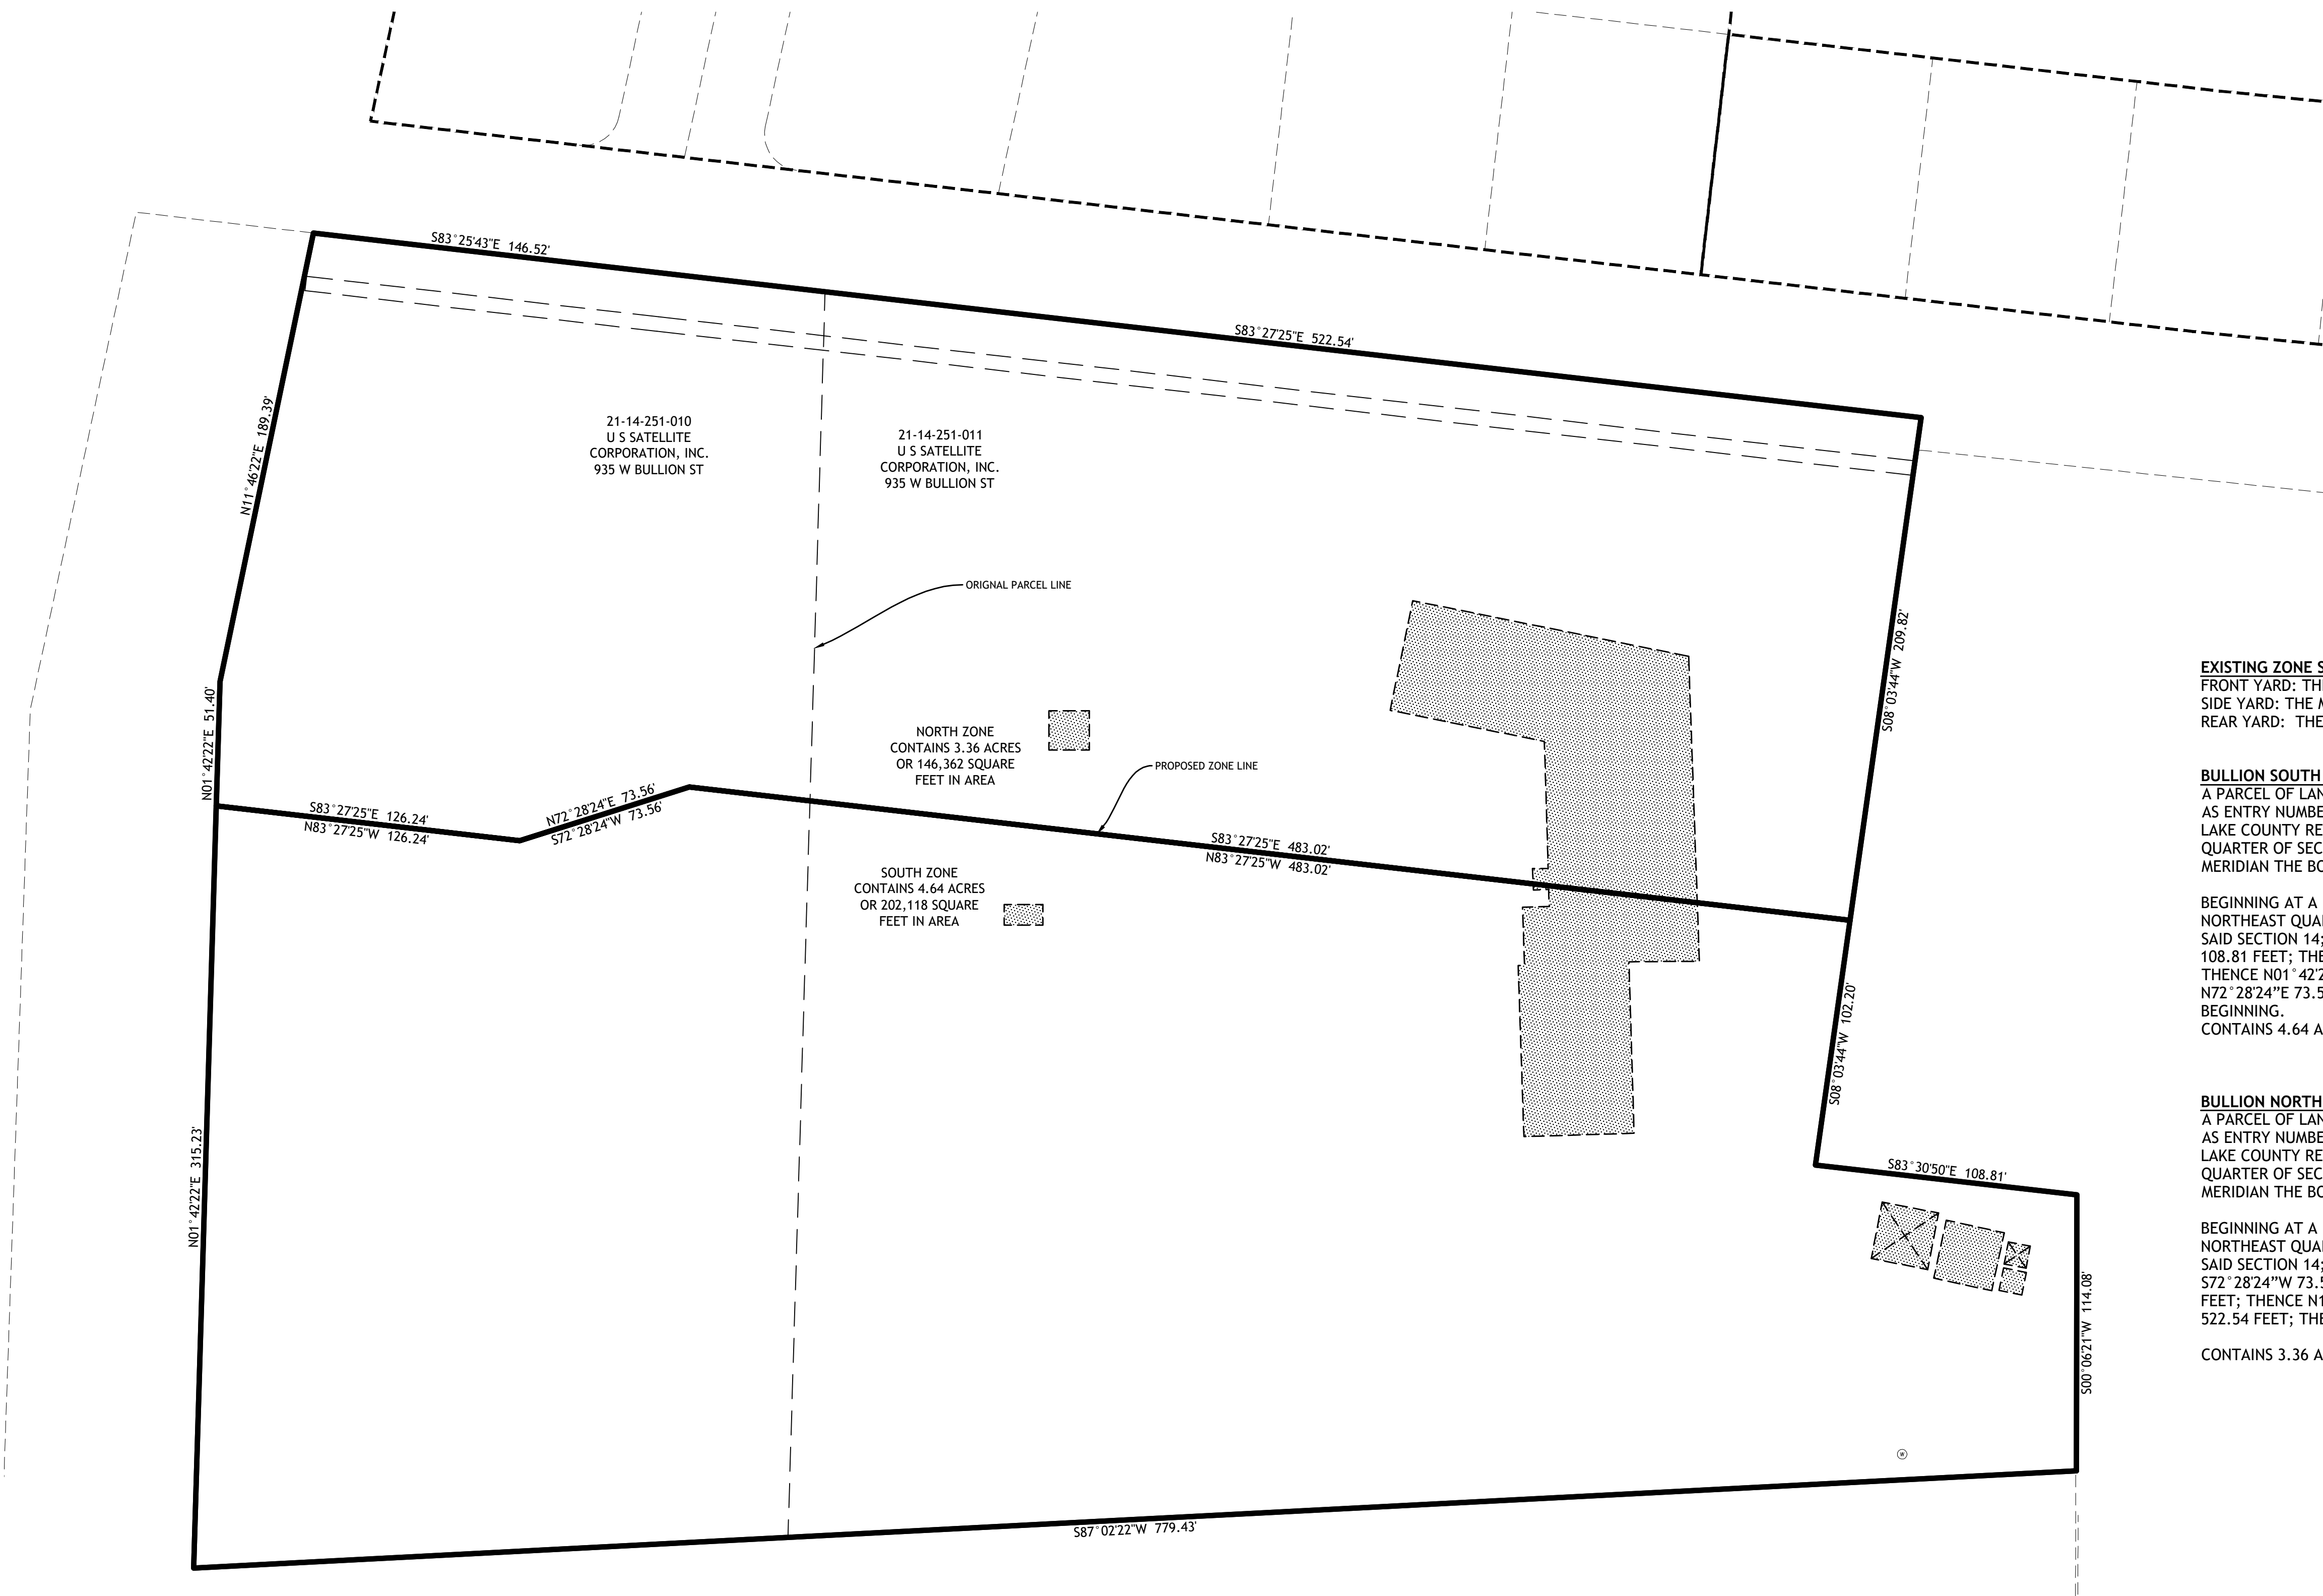 S83°25'43"E 146.52'
S83°27'25"E 522.54'
N11°46'22"E 189.39'
21-14-251-010
U S SATELLITE
CORPORATION, INC.
935 W BULLION ST
21-14-251-011
U S SATELLITE
CORPORATION, INC.
935 W BULLION ST
ORIGNAL PARCEL LINE
S08°03'44"W 209.82'
N01°42'22"E 51.40'
NORTH ZONE
CONTAINS 3.36 ACRES
OR 146,362 SQUARE
FEET IN AREA
PROPOSED ZONE LINE
S83°27'25"E 126.24'
N83°27'25"W 126.24'
N72°28'24"E 73.56'
S72°28'24"W 73.56'
S83°27'25"E 483.02'
N83°27'25"W 483.02'
SOUTH ZONE
CONTAINS 4.64 ACRES
OR 202,118 SQUARE
FEET IN AREA
S08°03'44"W 102.20'
N01°42'22"E 315.23'
S83°30'50"E 108.81'
S00°06'21"W 114.08'
W
S87°02'22"W 779.43'
EXISTING ZONE S
FRONT YARD: TH
SIDE YARD: THE M
REAR YARD: THE
BULLION SOUTH
A PARCEL OF LAN
AS ENTRY NUMBE
LAKE COUNTY RE
QUARTER OF SEC
MERIDIAN THE BO
BEGINNING AT A
NORTHEAST QUA
SAID SECTION 14;
108.81 FEET; THE
THENCE N01°42'2
N72°28'24”E 73.5
BEGINNING.
CONTAINS 4.64 A
BULLION NORTH
A PARCEL OF LAN
AS ENTRY NUMBE
LAKE COUNTY RE
QUARTER OF SEC
MERIDIAN THE BO
BEGINNING AT A
NORTHEAST QUA
SAID SECTION 14;
S72°28'24”W 73.5
FEET; THENCE N1
522.54 FEET; THE
CONTAINS 3.36 A